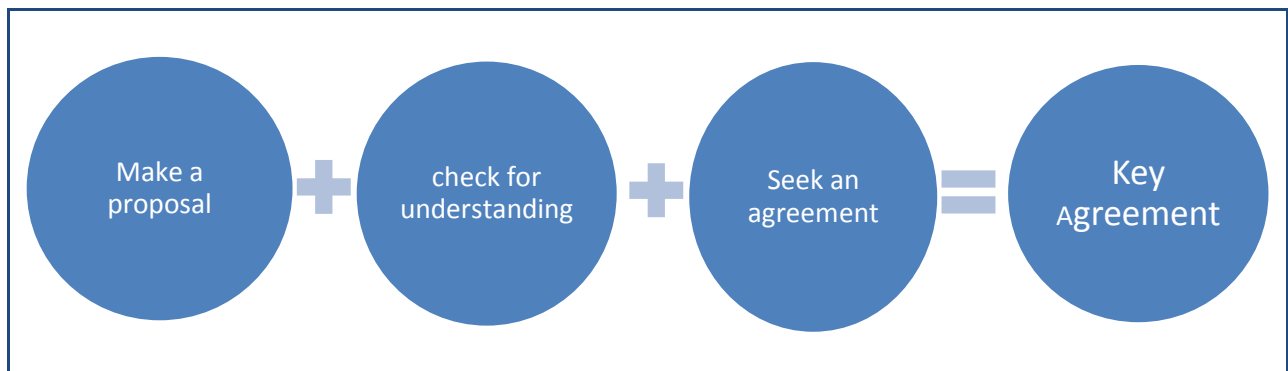 Make a
proposal
check for
understanding
Seek an
agreement
Key
Agreement